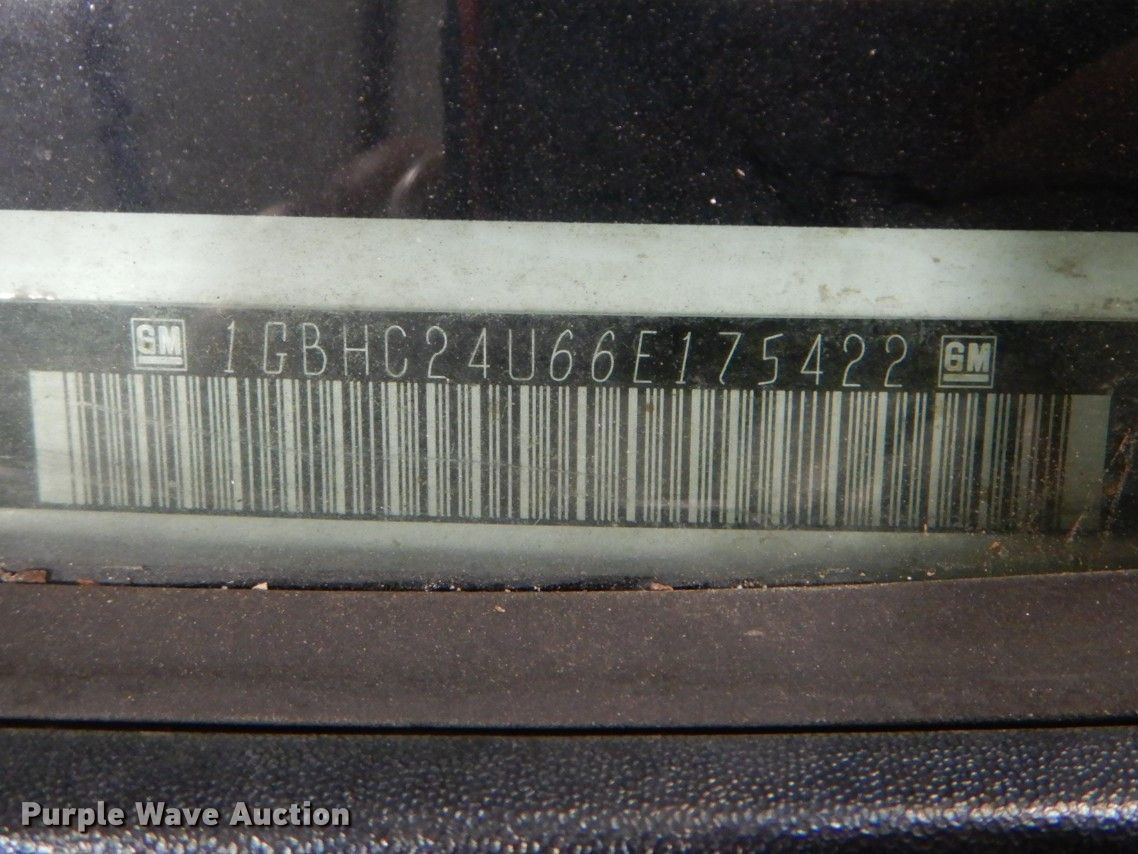 GM 1GBHC24U66E175422 GM
Purple Wave Auction